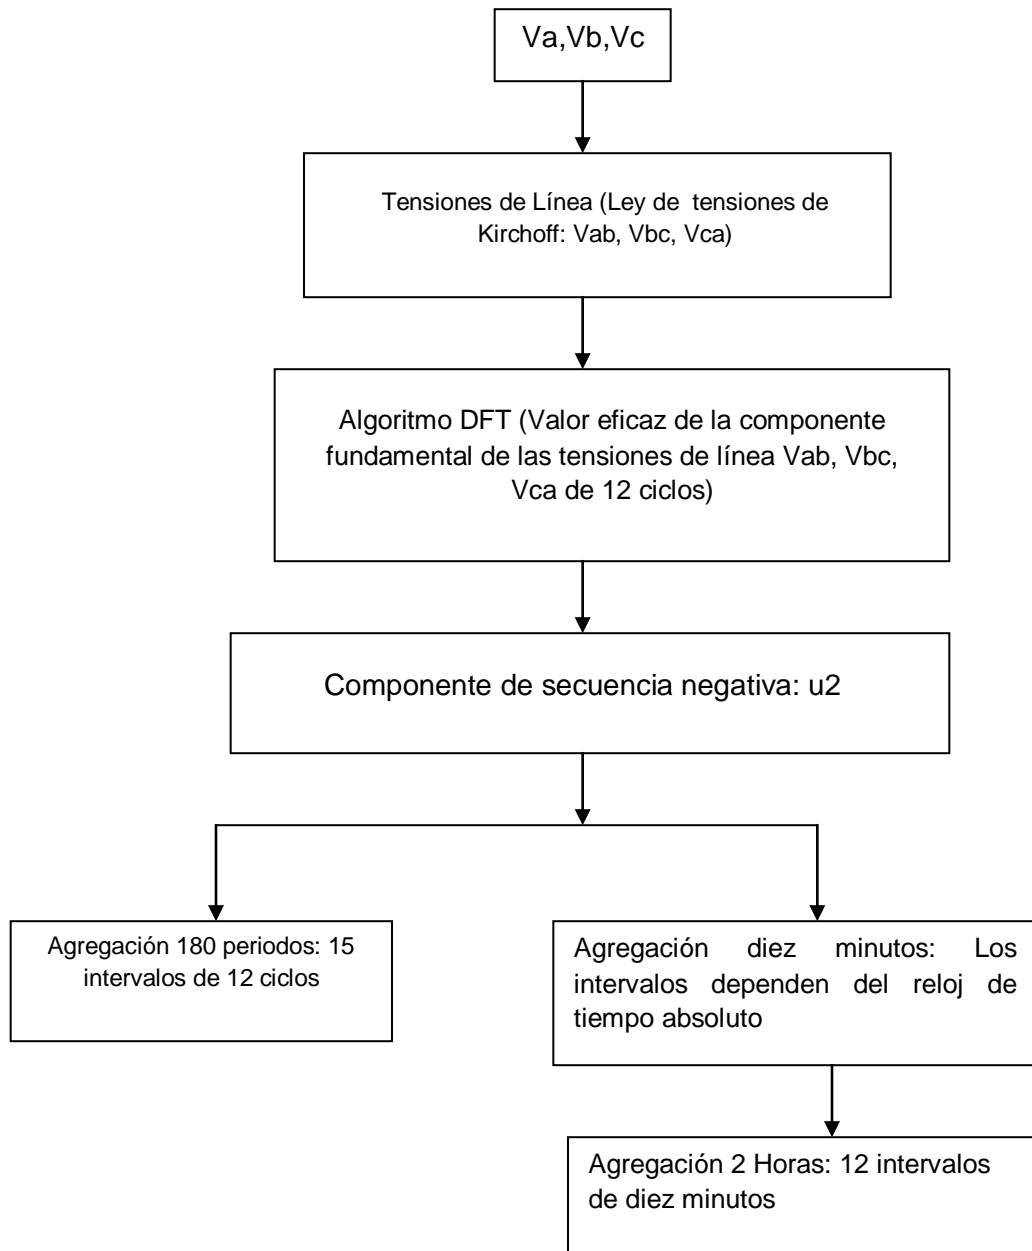 Va,Vb,Vc
Tensiones de Línea (Ley de tensiones de
Kirchoff: Vab, Vbc, Vca)
Algoritmo DFT (Valor eficaz de la componente
fundamental de las tensiones de línea Vab, Vbc,
Vca de 12 ciclos)
Componente de secuencia negativa: u2
Agregación 180 periodos: 15
intervalos de 12 ciclos
Agregación diez minutos: Los
intervalos dependen del reloj de
tiempo absoluto
Agregación 2 Horas: 12 intervalos
de diez minutos